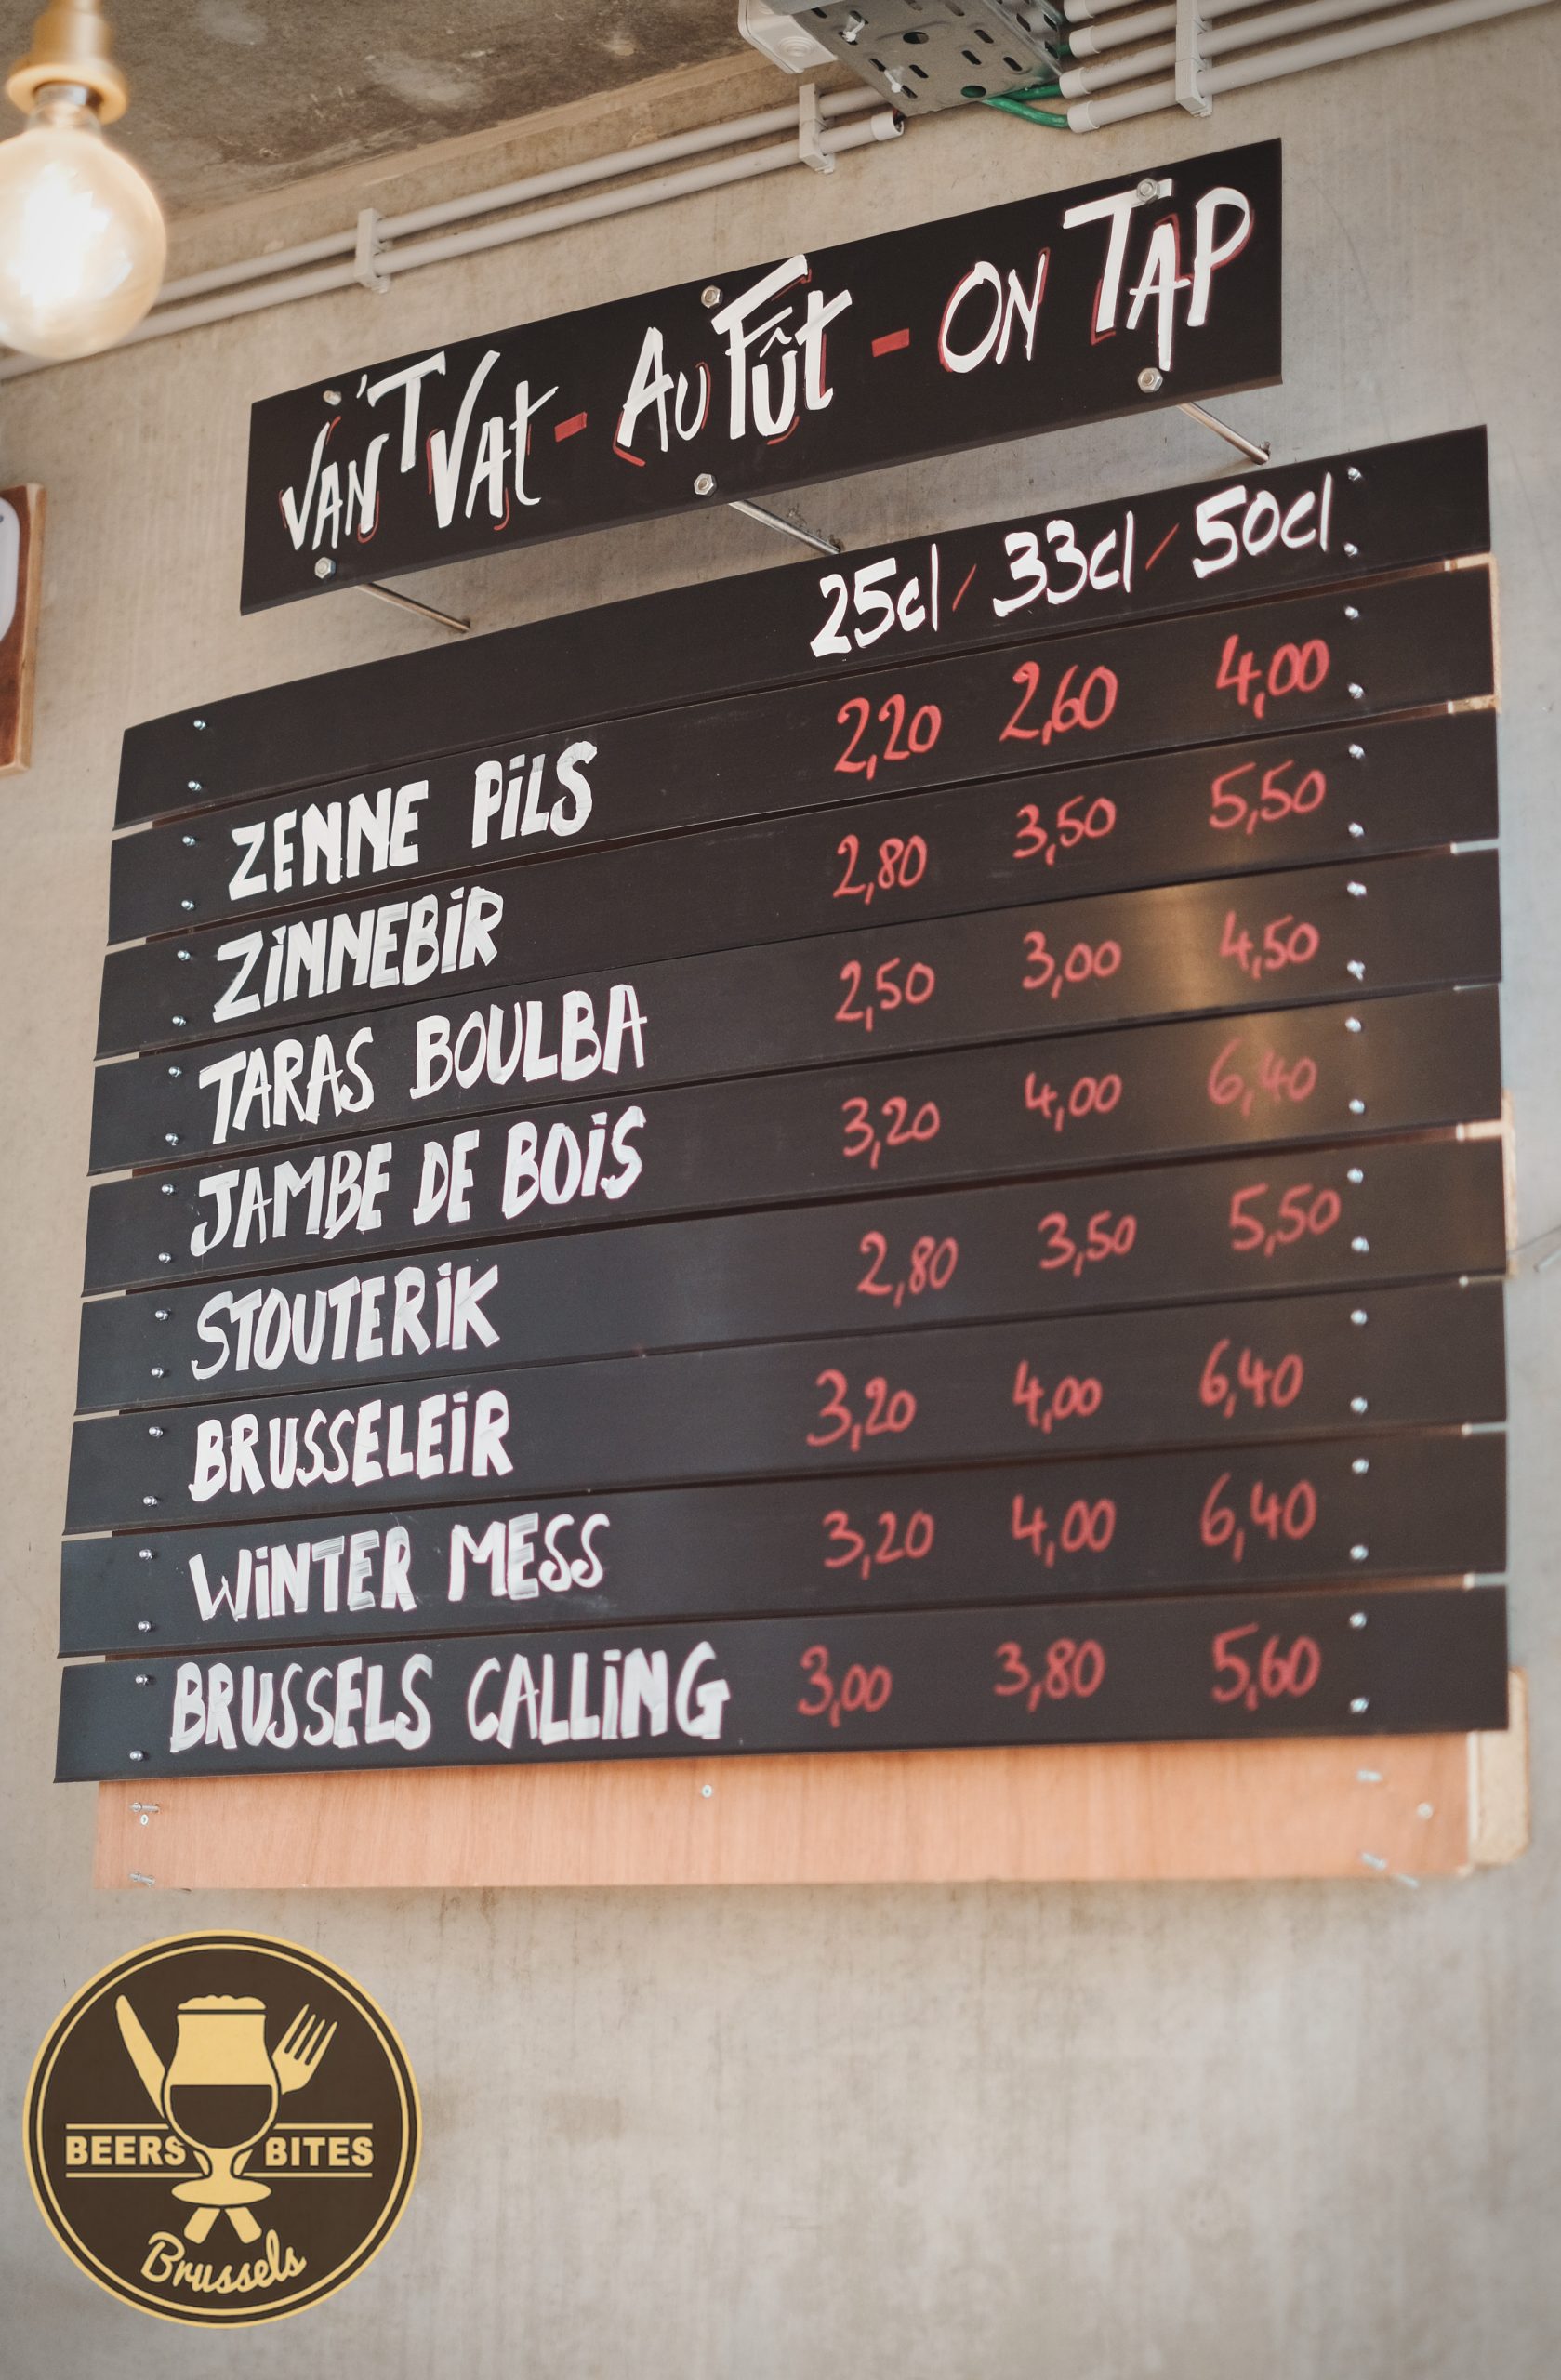 VAN 'T VAt - AU FÛt - ON TAP
25cl / 33cl / 50cl
ZENNE PiLS 2,20 2,60 4,00
ZiNNEBiR 2,80 3,50 5,50
TARAS BOULBA 2,50 3,00 4,50
JAMBE DE BOiS 3,20 4,00 6,40
STOUTERiK 2,80 3,50 5,50
BRUSSELEiR 3,20 4,00 6,40
WiNTER MESS 3,20 4,00 6,40
BRUSSELS CALLiNG 3,00 3,80 5,60
BEERS BITES
Brussels